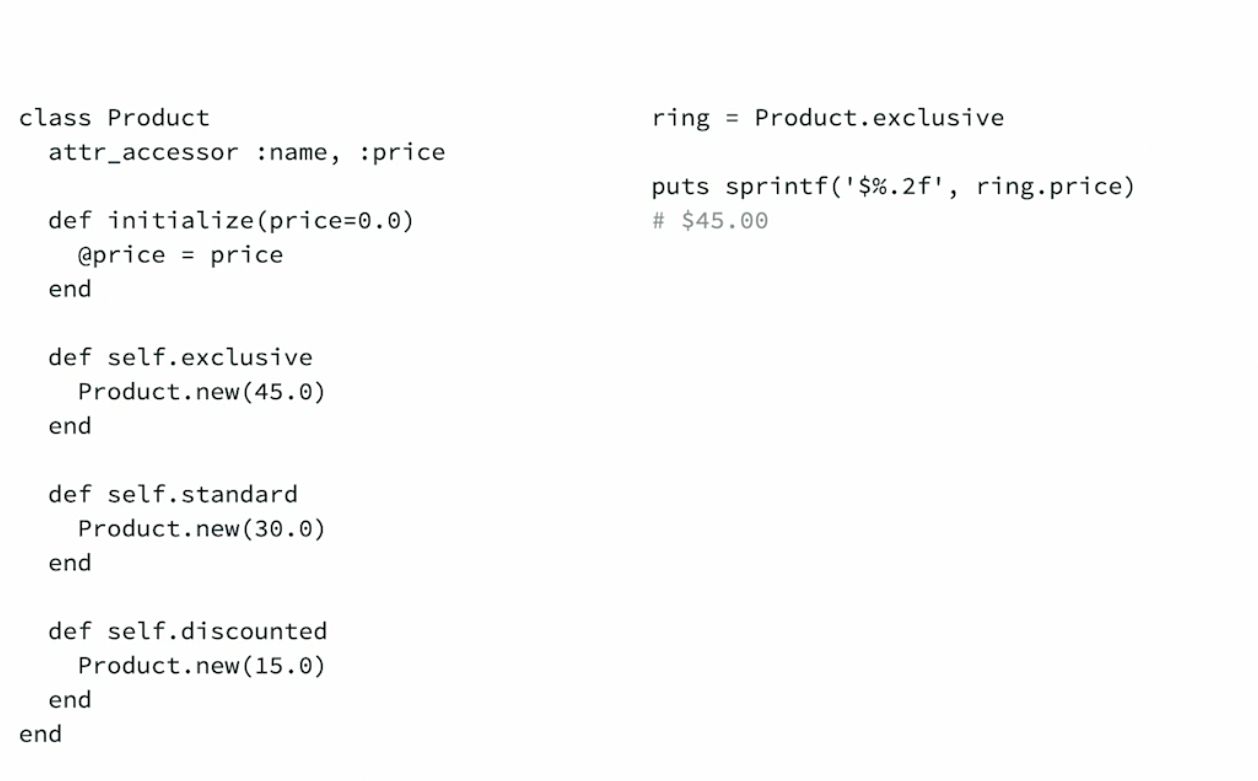 class Product
  attr_accessor :name, :price
  def initialize(price=0.0)
    @price = price
  end
  def self.exclusive
    Product.new(45.0)
  end
  def self.standard
    Product.new(30.0)
  end
  def self.discounted
    Product.new(15.0)
  end
end
ring = Product.exclusive
puts sprintf('$%.2f', ring.price)
# $45.00